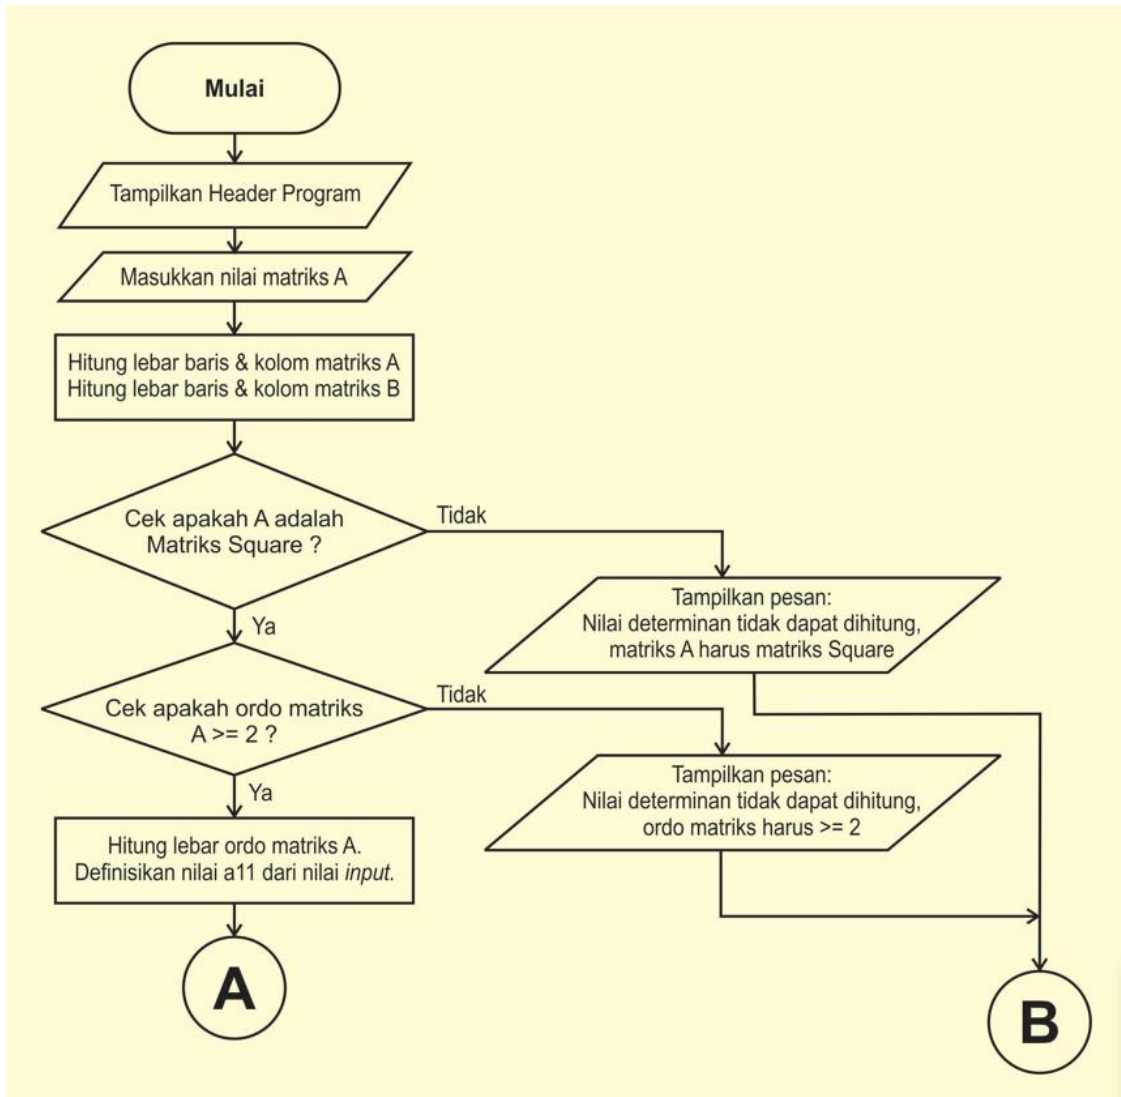 Mulai
Tampilkan Header Program
Masukkan nilai matriks A
Hitung lebar baris & kolom matriks A
Hitung lebar baris & kolom matriks B
Cek apakah A adalah
Matriks Square ?
Tidak
Tampilkan pesan:
Nilai determinan tidak dapat dihitung,
matriks A harus matriks Square
Ya
Cek apakah ordo matriks
A >= 2 ?
Tidak
Tampilkan pesan:
Nilai determinan tidak dapat dihitung,
ordo matriks harus >= 2
Ya
Hitung lebar ordo matriks A.
Definisikan nilai a11 dari nilai input.
A
B